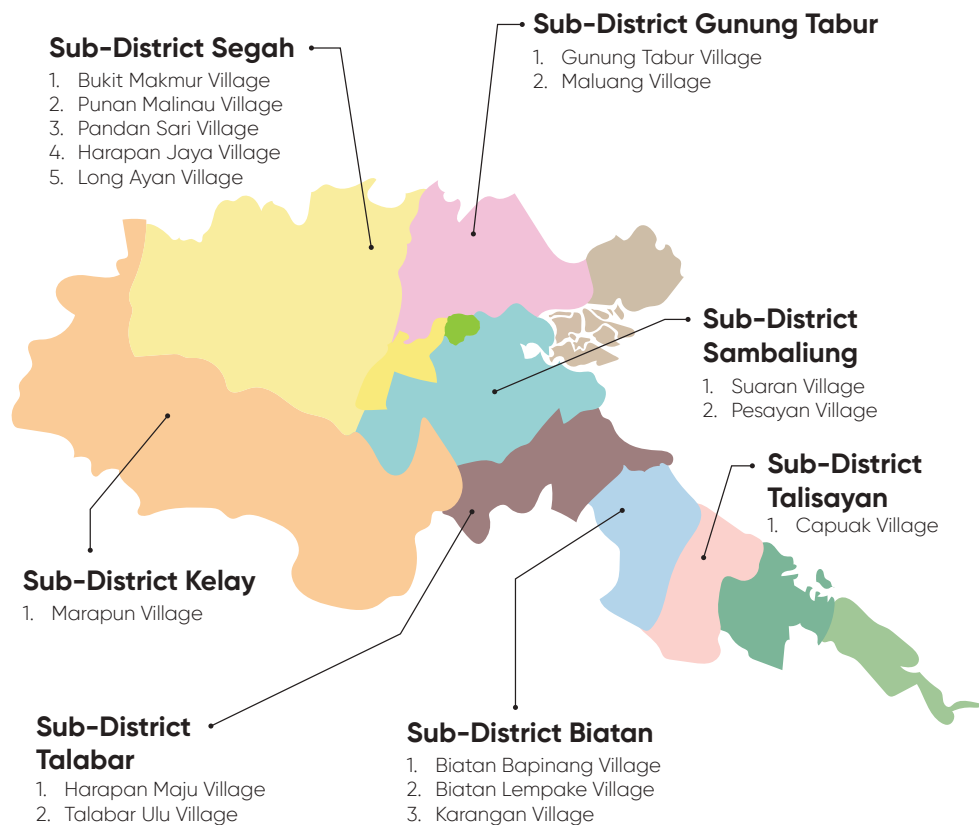 Sub-District Segah
1. Bukit Makmur Village
2. Punan Malinau Village
3. Pandan Sari Village
4. Harapan Jaya Village
5. Long Ayan Village
Sub-District Gunung Tabur
1. Gunung Tabur Village
2. Maluang Village
Sub-District
Sambaliung
1. Suaran Village
2. Pesayan Village
Sub-District
Talisayan
1. Capuak Village
Sub-District Kelay
1. Marapun Village
Sub-District
Talabar
1. Harapan Maju Village
2. Talabar Ulu Village
Sub-District Biatan
1. Biatan Bapinang Village
2. Biatan Lempake Village
3. Karangan Village